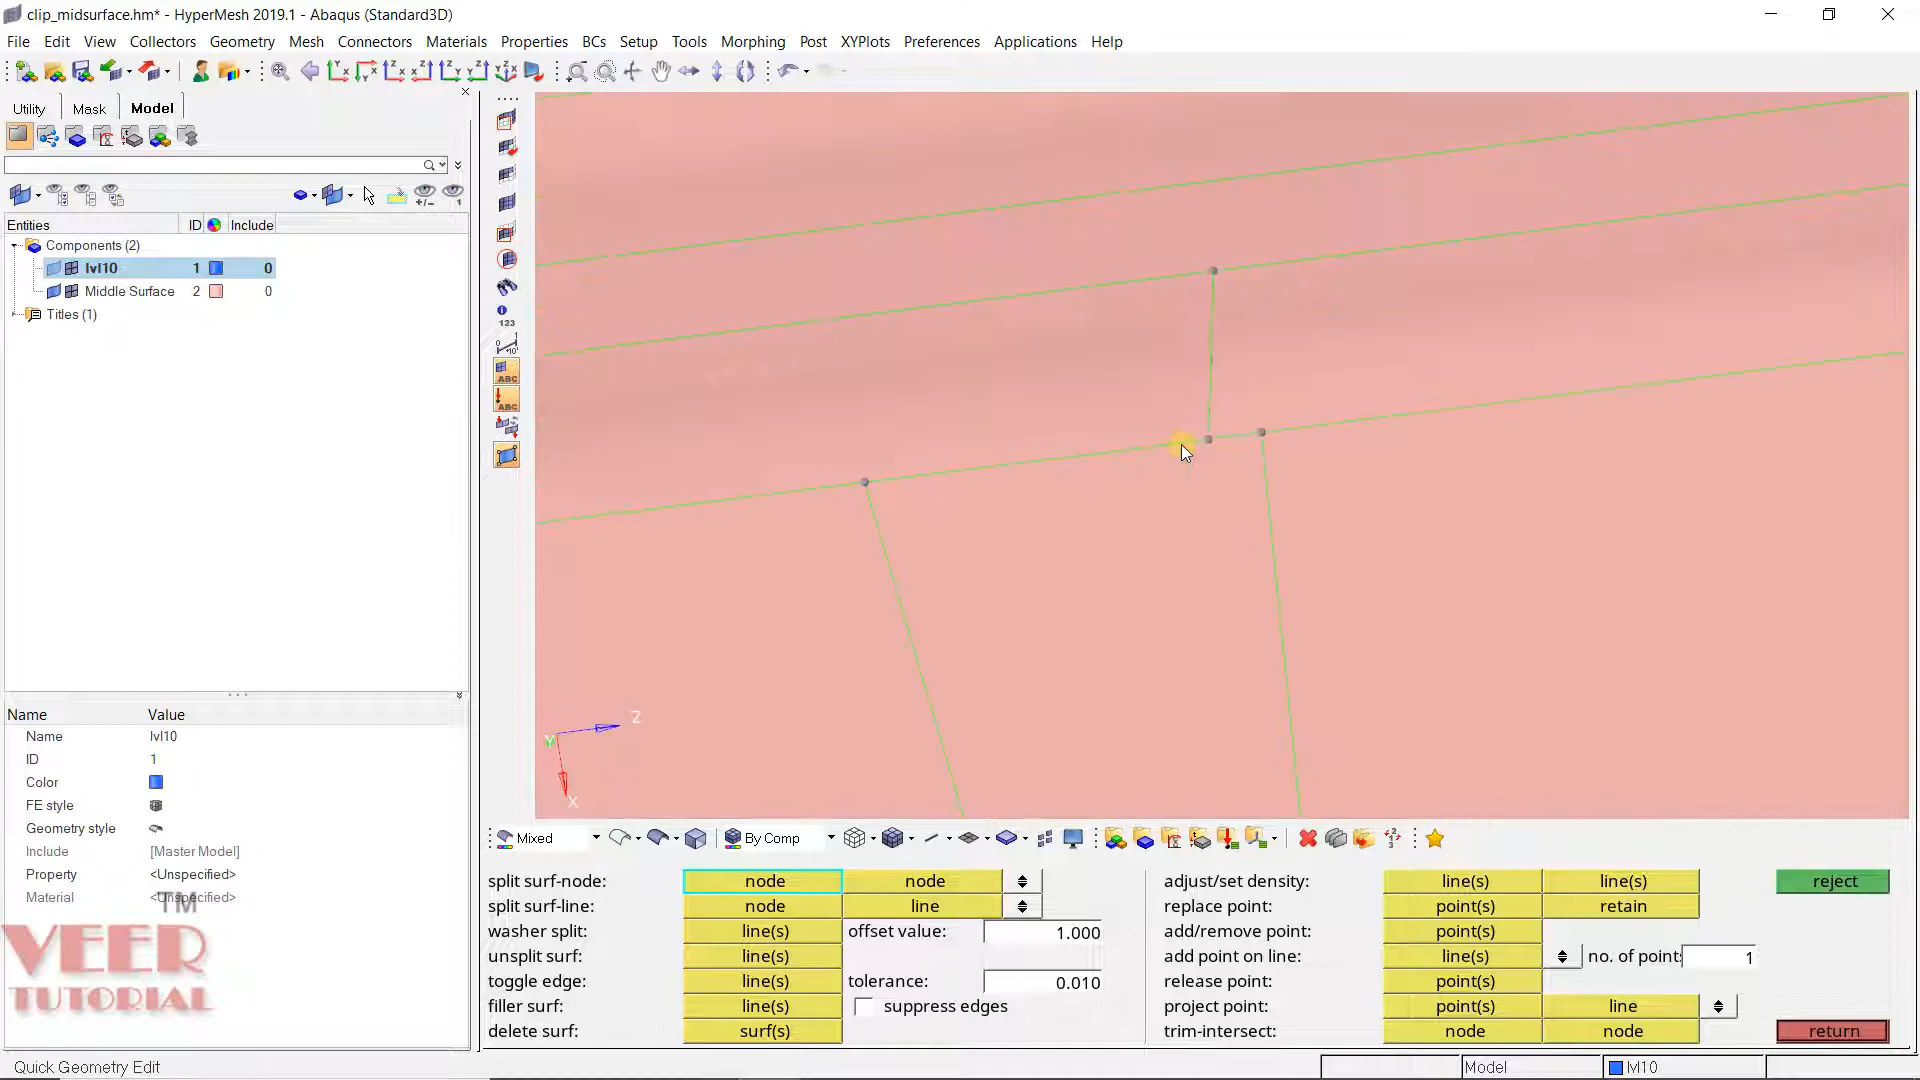 clip_midsurface.hm* - HyperMesh 2019.1 - Abaqus (Standard3D)
File Edit View Collectors Geometry Mesh Connectors Materials Properties BCs Setup Tools Morphing Post XYPlots Preferences Applications Help
Utility Mask Model
Entities ID Include
Components (2)
lvl10 1 0
Middle Surface 2 0
Titles (1)
123
ABC
ABC
Name Value
Name lvl10
ID 1
Color
FE style
Geometry style
Include [Master Model]
Property <Unspecified>
Material <Unspecified>
TM
VEER
TUTORIAL
Z
Y
X
Mixed By Comp
split surf-node: node node
split surf-line: node line
washer split: line(s) offset value: 1.000
unsplit surf: line(s)
toggle edge: line(s) tolerance: 0.010
filler surf: line(s) suppress edges
delete surf: surf(s)
adjust/set density: line(s) line(s) reject
replace point: point(s) retain
add/remove point: point(s)
add point on line: line(s) no. of point: 1
release point: point(s)
project point: point(s) line
trim-intersect: node node return
Quick Geometry Edit Model lvl10